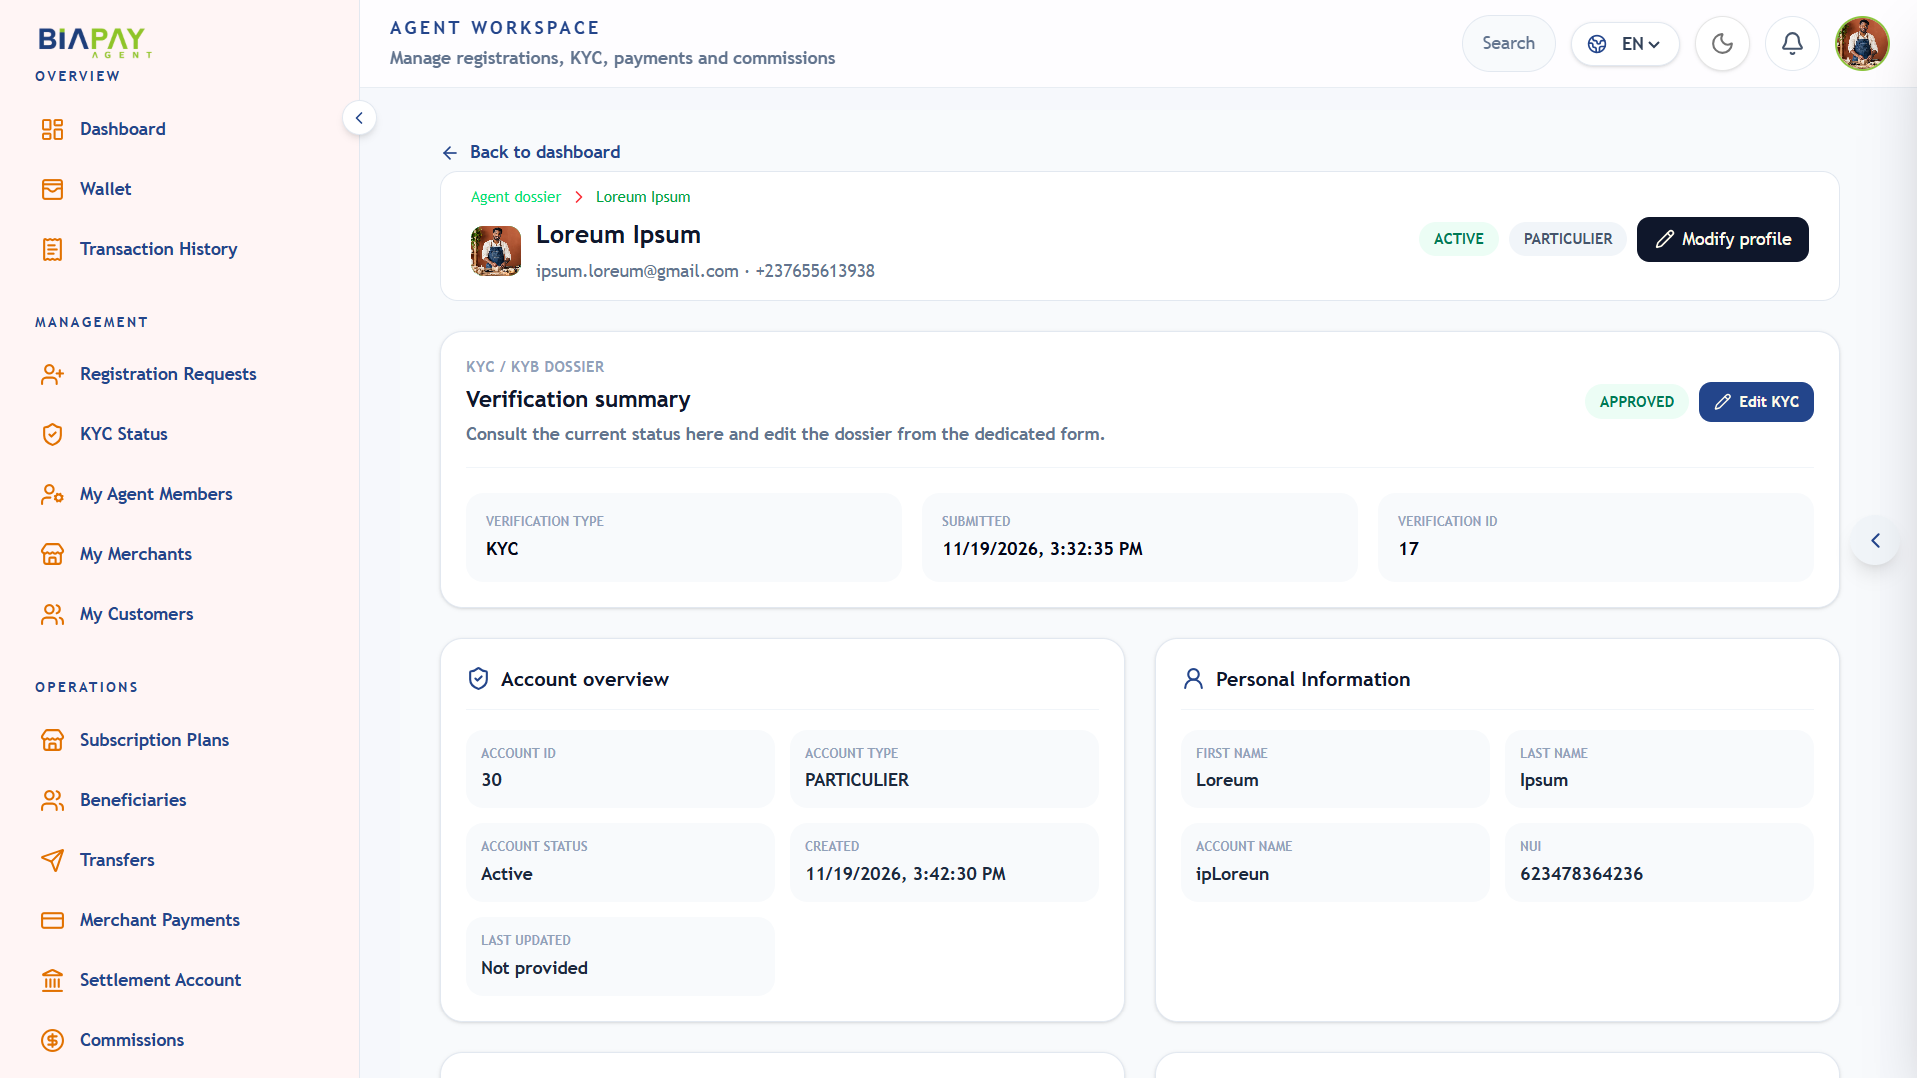 BIAPAY
AGENT
OVERVIEW
Dashboard
Wallet
Transaction History
MANAGEMENT
Registration Requests
KYC Status
My Agent Members
My Merchants
My Customers
OPERATIONS
Subscription Plans
Beneficiaries
Transfers
Merchant Payments
Settlement Account
Commissions
AGENT WORKSPACE
Manage registrations, KYC, payments and commissions
Search
EN
Back to dashboard
Agent dossier > Loreum Ipsum
Loreum Ipsum
ipsum.loreum@gmail.com · +237655613938
ACTIVE
PARTICULIER
Modify profile
KYC / KYB DOSSIER
Verification summary
Consult the current status here and edit the dossier from the dedicated form.
APPROVED
Edit KYC
VERIFICATION TYPE
KYC
SUBMITTED
11/19/2026, 3:32:35 PM
VERIFICATION ID
17
Account overview
ACCOUNT ID
30
ACCOUNT TYPE
PARTICULIER
ACCOUNT STATUS
Active
CREATED
11/19/2026, 3:42:30 PM
LAST UPDATED
Not provided
Personal Information
FIRST NAME
Loreum
LAST NAME
Ipsum
ACCOUNT NAME
ipLoreun
NUI
623478364236